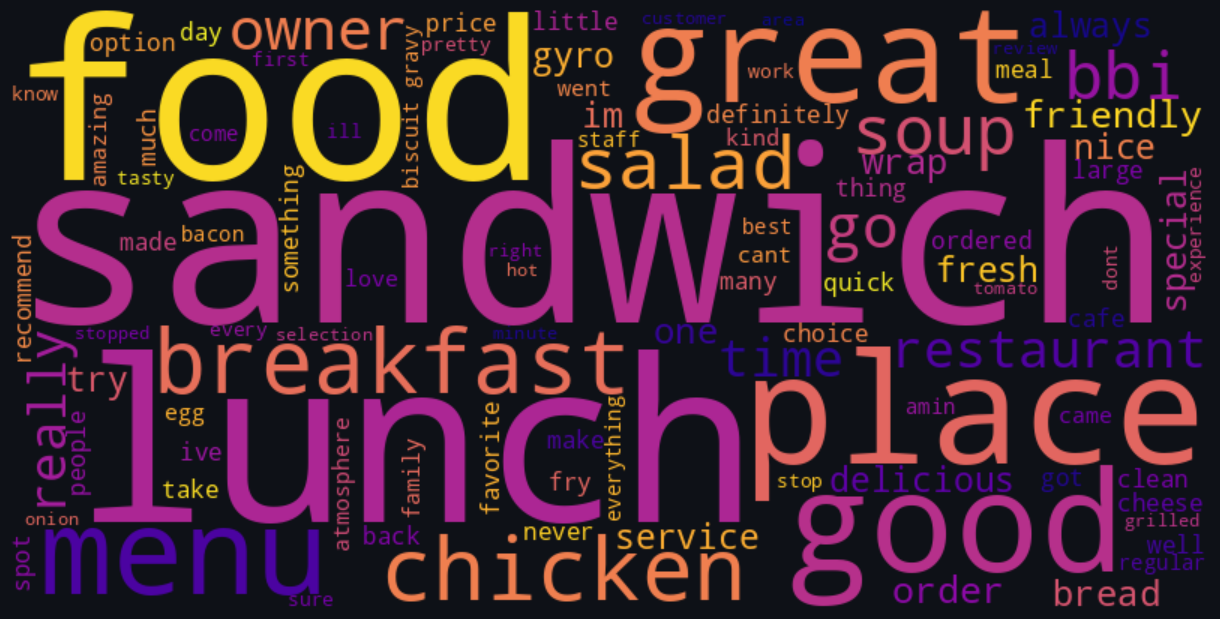 food
great
owner
price
little
customer
area
always
option
day
gyro
review
first
pretty
bbi
know
work
meal
went
amazing
much
come
ill
biscuit
gravy
im
definitely
friendly
staff
kind
soup
nice
tasty
salad
wrap
large
something
thing
special
experience
sandwich
made
bacon
best
go
ordered
right
hot
cant
fresh
dont
love
many
quick
tomato
recommend
stopped
every
selection
minute
one
choice
cafe
breakfast
time
restaurant
really
try
lunch
place
people
egg
favorite
everything
amin
came
ive
atmosphere
family
make
take
fry
stop
delicious
got
clean
cheese
onion
menu
back
never
service
good
grilled
well
regular
spot
chicken
sure
order
bread